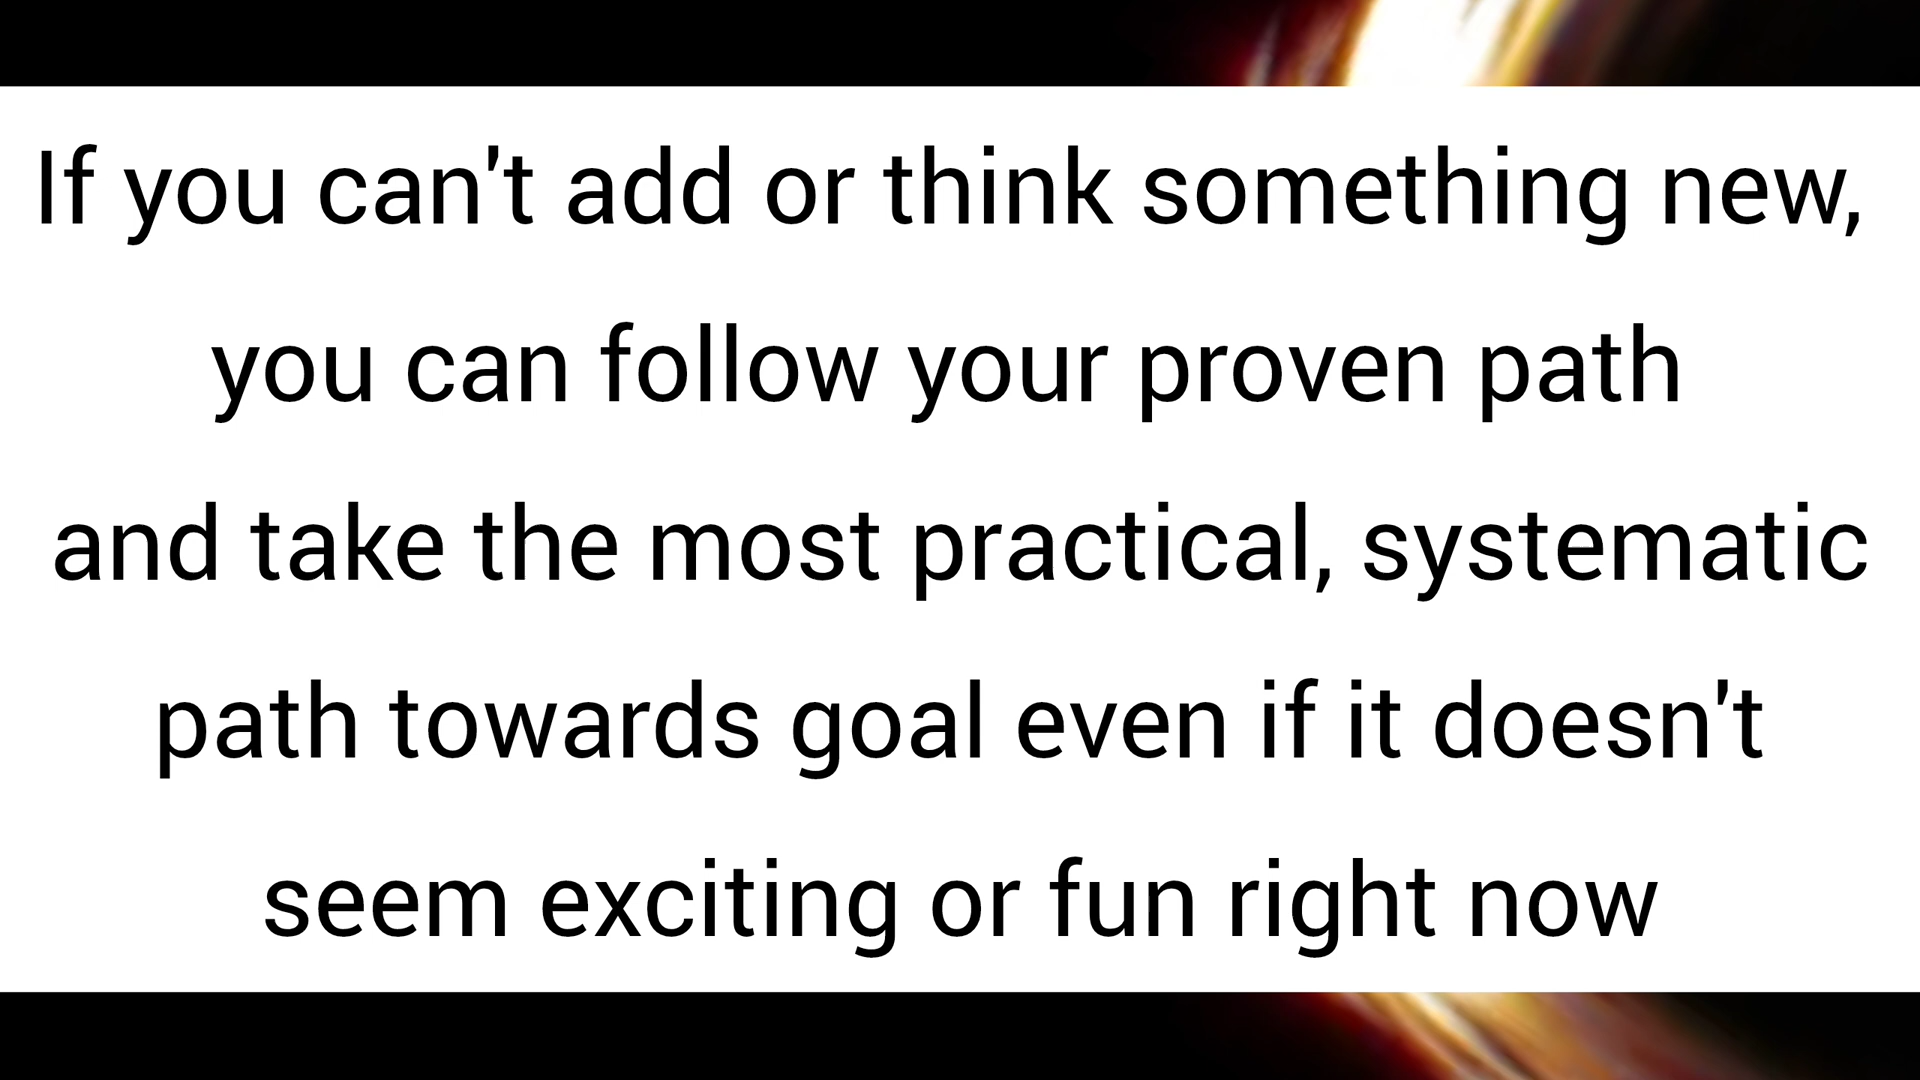 If you can't add or think something new,
you can follow your proven path
and take the most practical, systematic
path towards goal even if it doesn't
seem exciting or fun right now